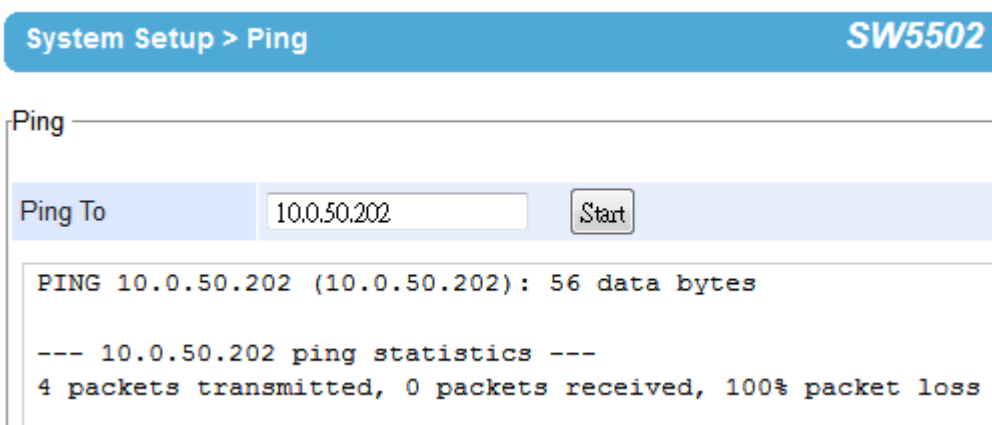 System Setup > Ping SW5502
Ping
Ping To 10.0.50.202 Start
PING 10.0.50.202 (10.0.50.202): 56 data bytes
--- 10.0.50.202 ping statistics ---
4 packets transmitted, 0 packets received, 100% packet loss